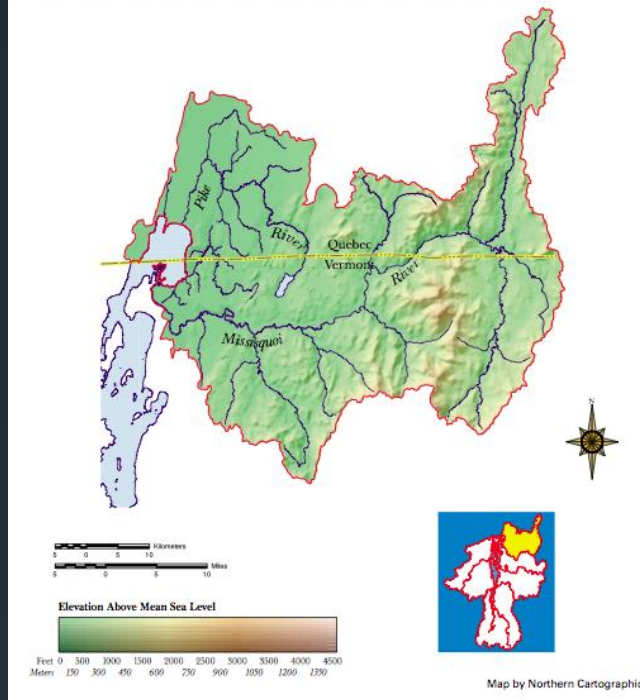 Pike
River
Quebec
Vermont
River
Missisquoi
N
5 0 5 10 Kilometers
5 0 5 10 Miles
Elevation Above Mean Sea Level
Feet 0 500 1000 1500 2000 2500 3000 3500 4000 4500
Meters 150 300 450 600 750 900 1050 1200 1350
Map by Northern Cartographic